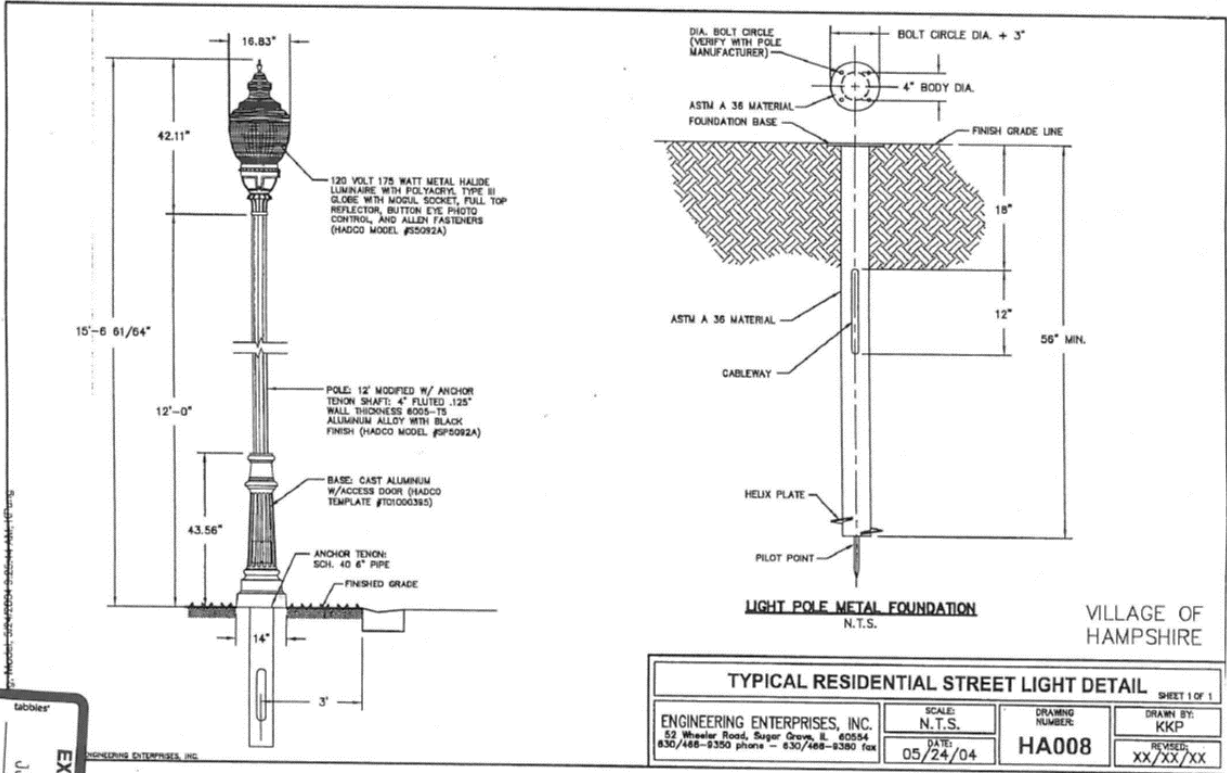 16.83"
42.11"
120 VOLT 175 WATT METAL HALIDE
LUMINAIRE WITH POLYACRYL TYPE III
GLOBE WITH MOGUL SOCKET, FULL TOP
REFLECTOR, BUTTON EYE PHOTO
CONTROL, AND ALLEN FASTENERS
(HADCO MODEL #S5092A)
15'-6 61/64"
12'-0"
POLE: 12' MODIFIED W/ ANCHOR
TENON SHAFT: 4" FLUTED .125"
WALL THICKNESS 6005-T5
ALUMINUM ALLOY WITH BLACK
FINISH (HADCO MODEL #SP5092A)
BASE: CAST ALUMINUM
W/ACCESS DOOR (HADCO
TEMPLATE #TO1000395)
43.56"
ANCHOR TENON:
SCH. 40 6" PIPE
FINISHED GRADE
14"
3'
DIA. BOLT CIRCLE
(VERIFY WITH POLE
MANUFACTURER)
BOLT CIRCLE DIA. + 3"
4" BODY DIA.
ASTM A 36 MATERIAL
FOUNDATION BASE
FINISH GRADE LINE
18"
12"
56" MIN.
ASTM A 36 MATERIAL
CABLEWAY
HELIX PLATE
PILOT POINT
LIGHT POLE METAL FOUNDATION
N.T.S.
VILLAGE OF
HAMPSHIRE
TYPICAL RESIDENTIAL STREET LIGHT DETAIL
SHEET 1 OF 1
ENGINEERING ENTERPRISES, INC.
52 Wheeler Road, Sugar Grove, IL 60554
630/466-9350 phone - 630/466-9380 fax
SCALE:
N.T.S.
DATE:
05/24/04
DRAWING
NUMBER:
HA008
DRAWN BY:
KKP
REVISED:
XX/XX/XX
ENGINEERING ENTERPRISES, INC.
tabbies'
EX